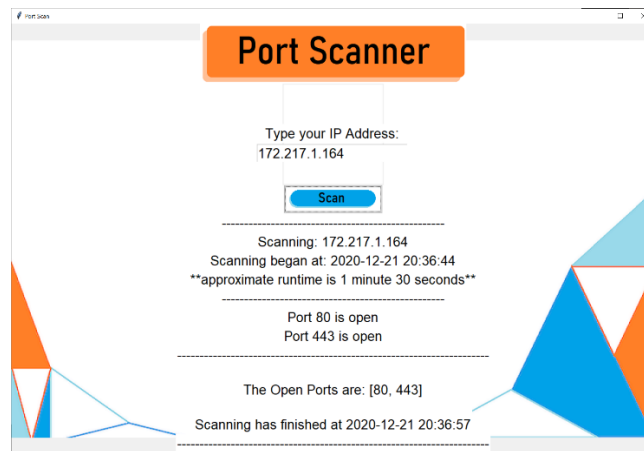 Port Scan
Port Scanner
Type your IP Address:
172.217.1.164
Scan
--------------------------------------------------
Scanning: 172.217.1.164
Scanning began at: 2020-12-21 20:36:44
**approximate runtime is 1 minute 30 seconds**
--------------------------------------------------
Port 80 is open
Port 443 is open
----------------------------------------------------------------------
The Open Ports are: [80, 443]
Scanning has finished at 2020-12-21 20:36:57
----------------------------------------------------------------------